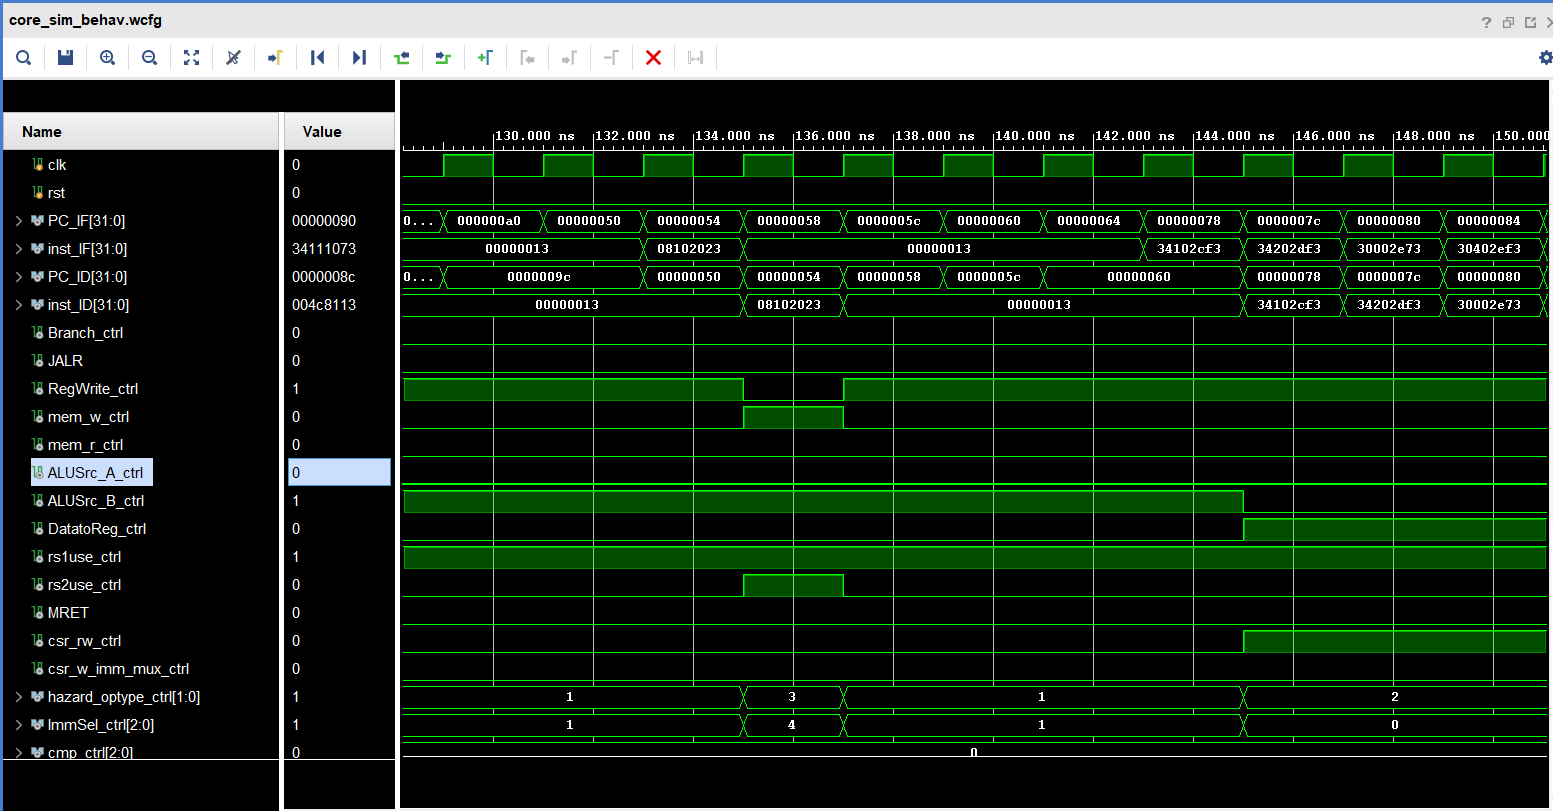 core_sim_behav.wcfg
Name Value
130.000 ns 132.000 ns 134.000 ns 136.000 ns 138.000 ns 140.000 ns 142.000 ns 144.000 ns 146.000 ns 148.000 ns 150.000
clk 0
rst 0
PC_IF[31:0] 00000090 0... 000000a0 00000050 00000054 00000058 0000005c 00000060 00000064 00000078 0000007c 00000080 00000084
inst_IF[31:0] 34111073 00000013 08102023 00000013 34102cf3 34202df3 30002e73 30402ef3
PC_ID[31:0] 0000008c 0... 0000009c 00000050 00000054 00000058 0000005c 00000060 00000078 0000007c 00000080
inst_ID[31:0] 004c8113 00000013 08102023 00000013 34102cf3 34202df3 30002e73
Branch_ctrl 0
JALR 0
RegWrite_ctrl 1
mem_w_ctrl 0
mem_r_ctrl 0
ALUSrc_A_ctrl 0
ALUSrc_B_ctrl 1
DatatoReg_ctrl 0
rs1use_ctrl 1
rs2use_ctrl 0
MRET 0
csr_rw_ctrl 0
csr_w_imm_mux_ctrl 0
hazard_optype_ctrl[1:0] 1 1 3 1 2
ImmSel_ctrl[2:0] 1 1 4 1 0
cmp_ctrl[2:0] 0 0